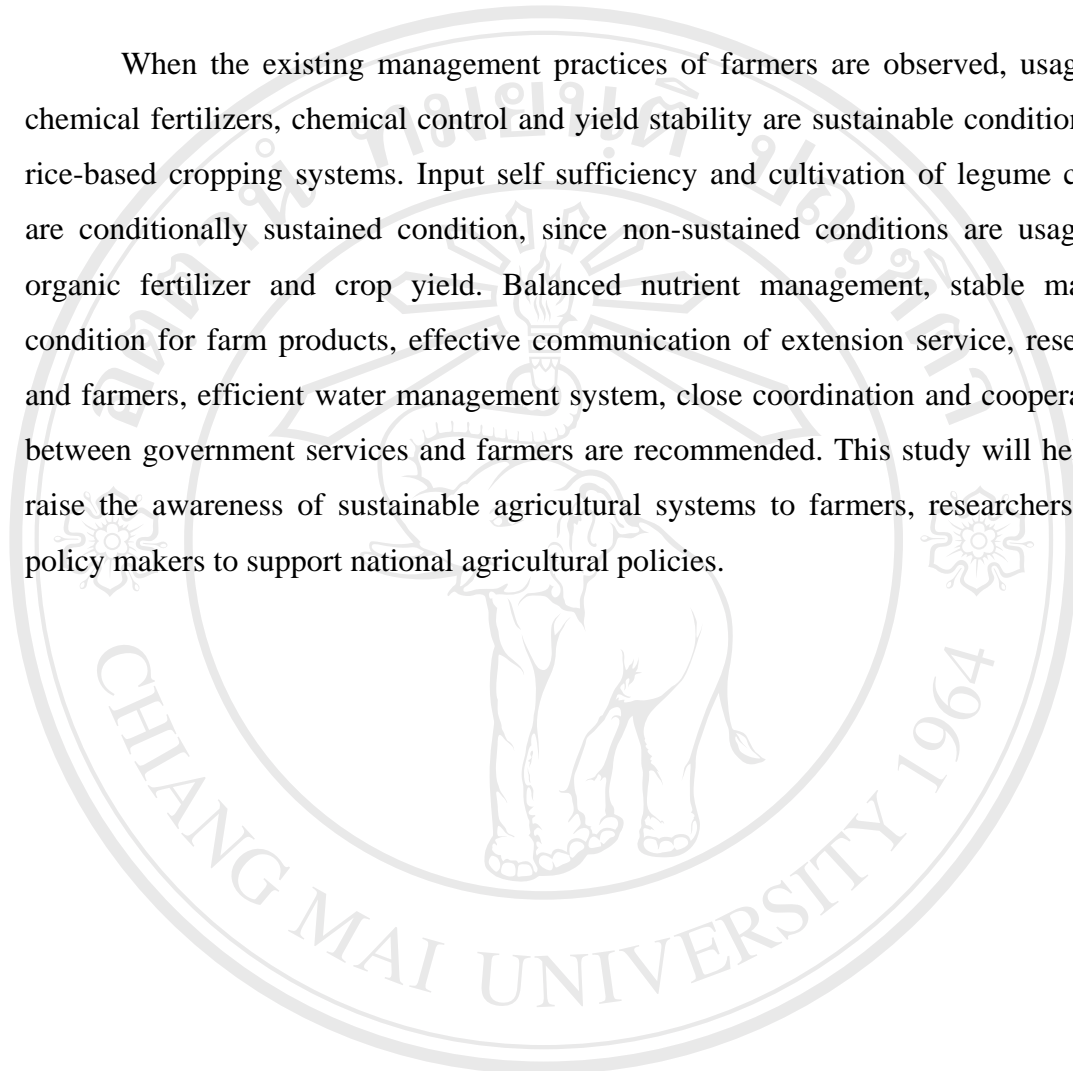 When the existing management practices of farmers are observed, usag
chemical fertilizers, chemical control and yield stability are sustainable condition
rice-based cropping systems. Input self sufficiency and cultivation of legume c
are conditionally sustained condition, since non-sustained conditions are usag
organic fertilizer and crop yield. Balanced nutrient management, stable ma
condition for farm products, effective communication of extension service, rese
and farmers, efficient water management system, close coordination and coopera
between government services and farmers are recommended. This study will he
raise the awareness of sustainable agricultural systems to farmers, researchers
policy makers to support national agricultural policies.
CHIANG MAI UNIVERSITY 1964